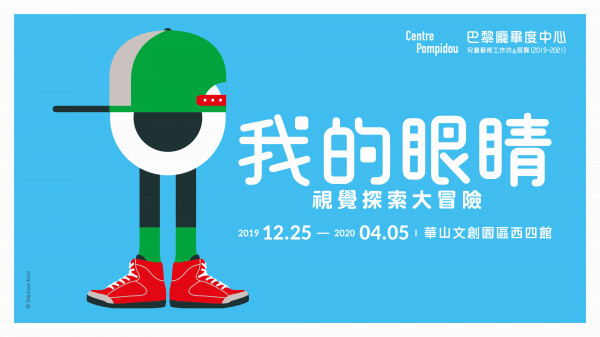 Centre
Pompidou
巴黎龐畢度中心
兒童藝術工作坊&展覽(2019-2021)
我的眼睛
視覺探索大冒險
2019 12.25 — 2020 04.05 | 華山文創園區西四館